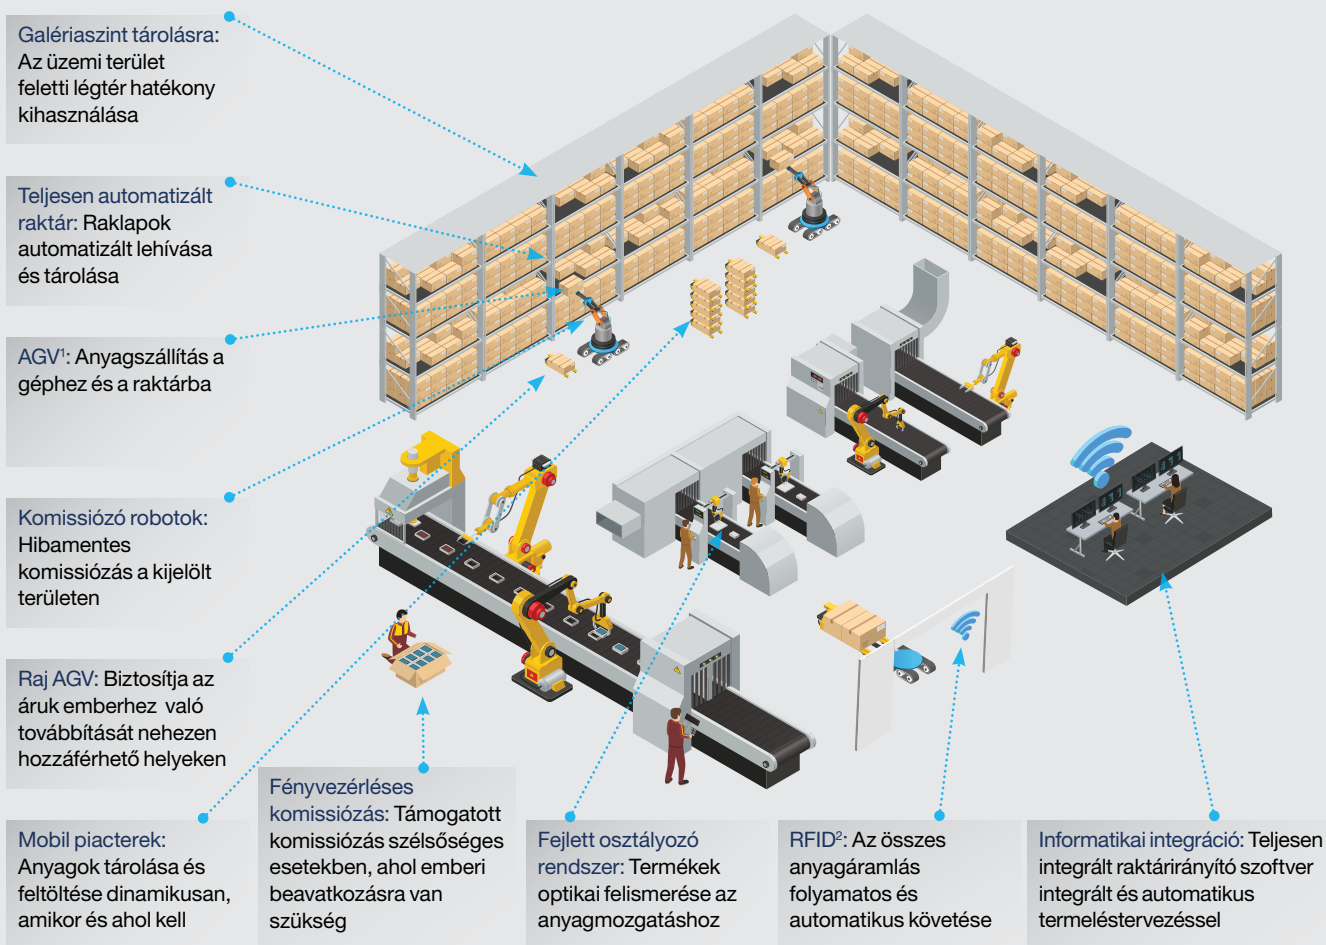 Galériaszint tárolásra:
Az üzemi terület
feletti légtér hatékony
kihasználása
Teljesen automatizált
raktár: Raklapok
automatizált lehívása
és tárolása
AGV¹: Anyagszállítás a
géphez és a raktárba
Komissiózó robotok:
Hibamentes
komissiózás a kijelölt
területen
Raj AGV: Biztosítja az
áruk emberhez való
továbbítását nehezen
hozzáférhető helyeken
Mobil piacterek:
Anyagok tárolása és
feltöltése dinamikusan,
amikor és ahol kell
Fényvezérléses
komissiózás: Támogatott
komissiózás szélsőséges
esetekben, ahol emberi
beavatkozásra van
szükség
Fejlett osztályozó
rendszer: Termékek
optikai felismerése az
anyagmozgatáshoz
RFID²: Az összes
anyagáramlás
folyamatos és
automatikus követése
Informatikai integráció: Teljesen
integrált raktárirányító szoftver
integrált és automatikus
termeléstervezéssel